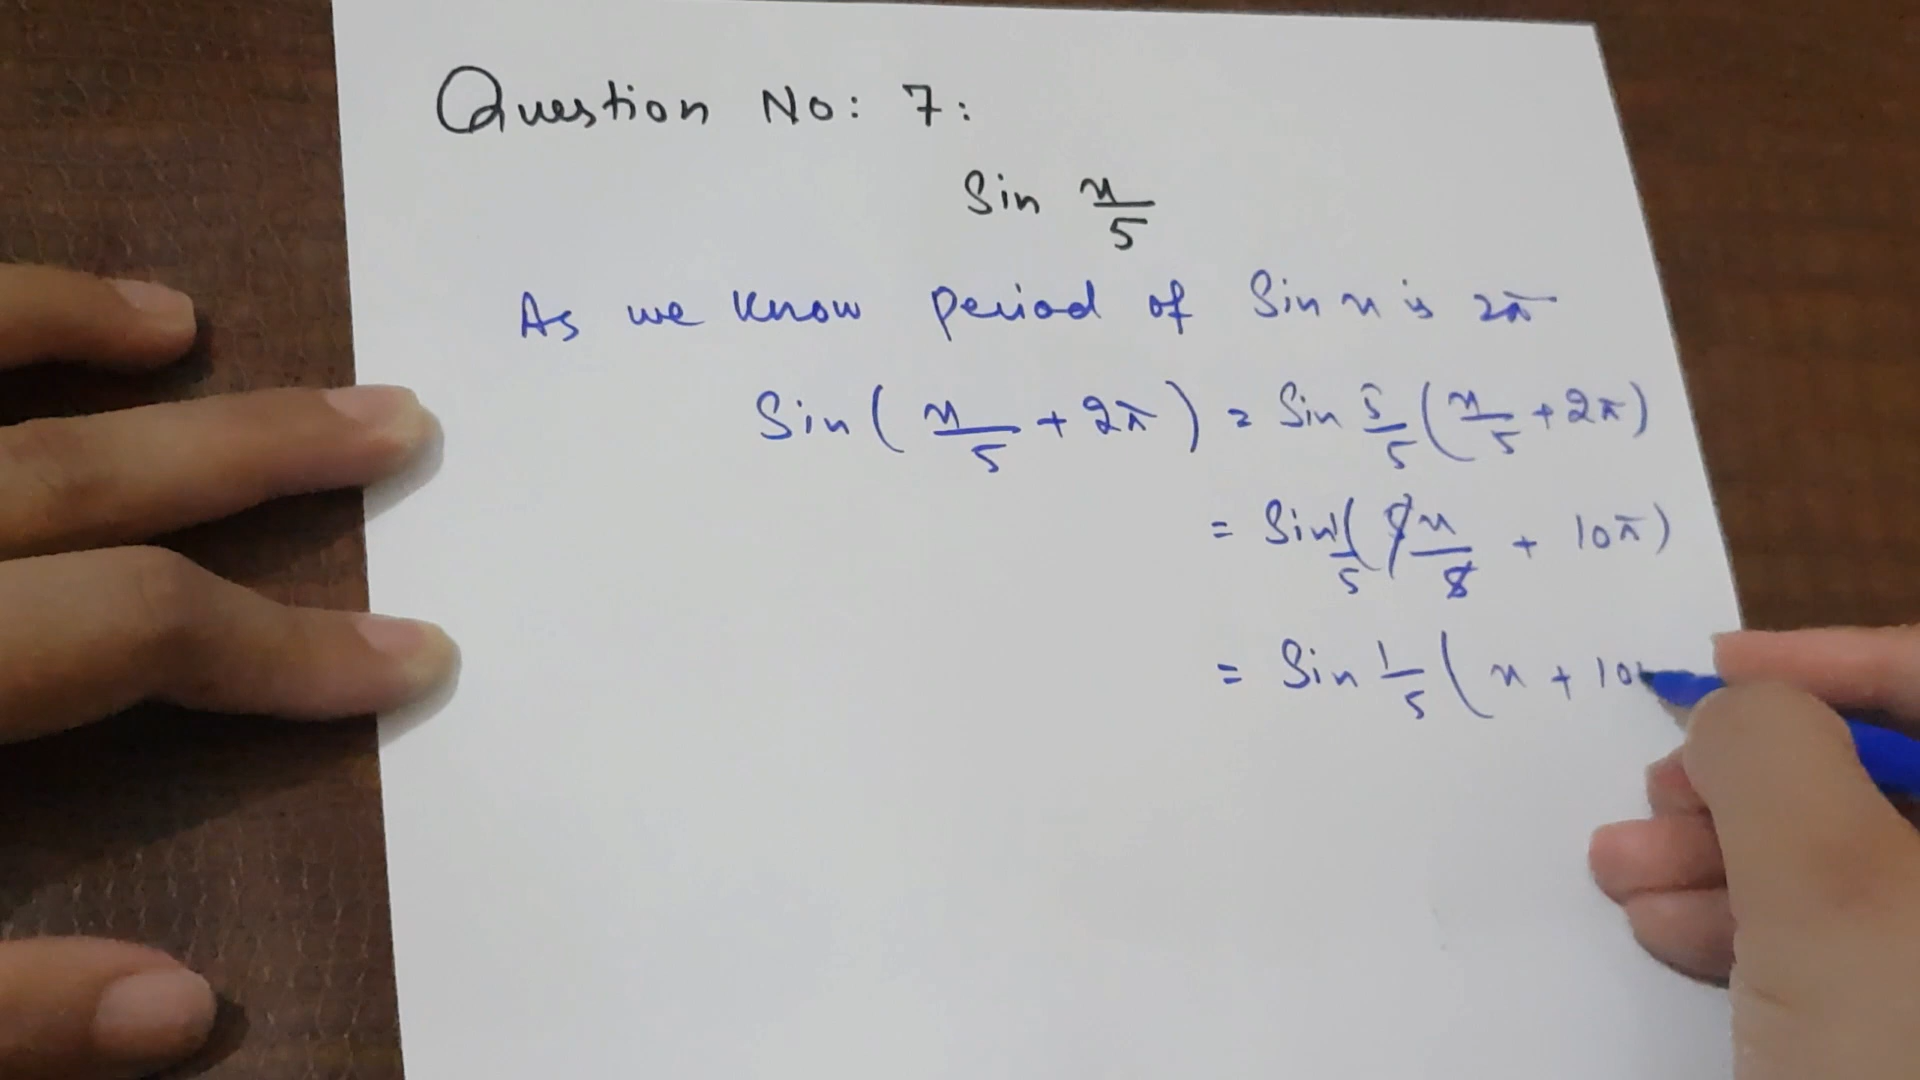 Question No: 7:
Sin x/5
As we know period of Sin x is 2π
Sin ( x/5 + 2π ) = Sin 5/5 ( x/5 + 2π )
= Sin 1/5 ( 5x/5 + 10π )
= Sin 1/5 ( x + 10